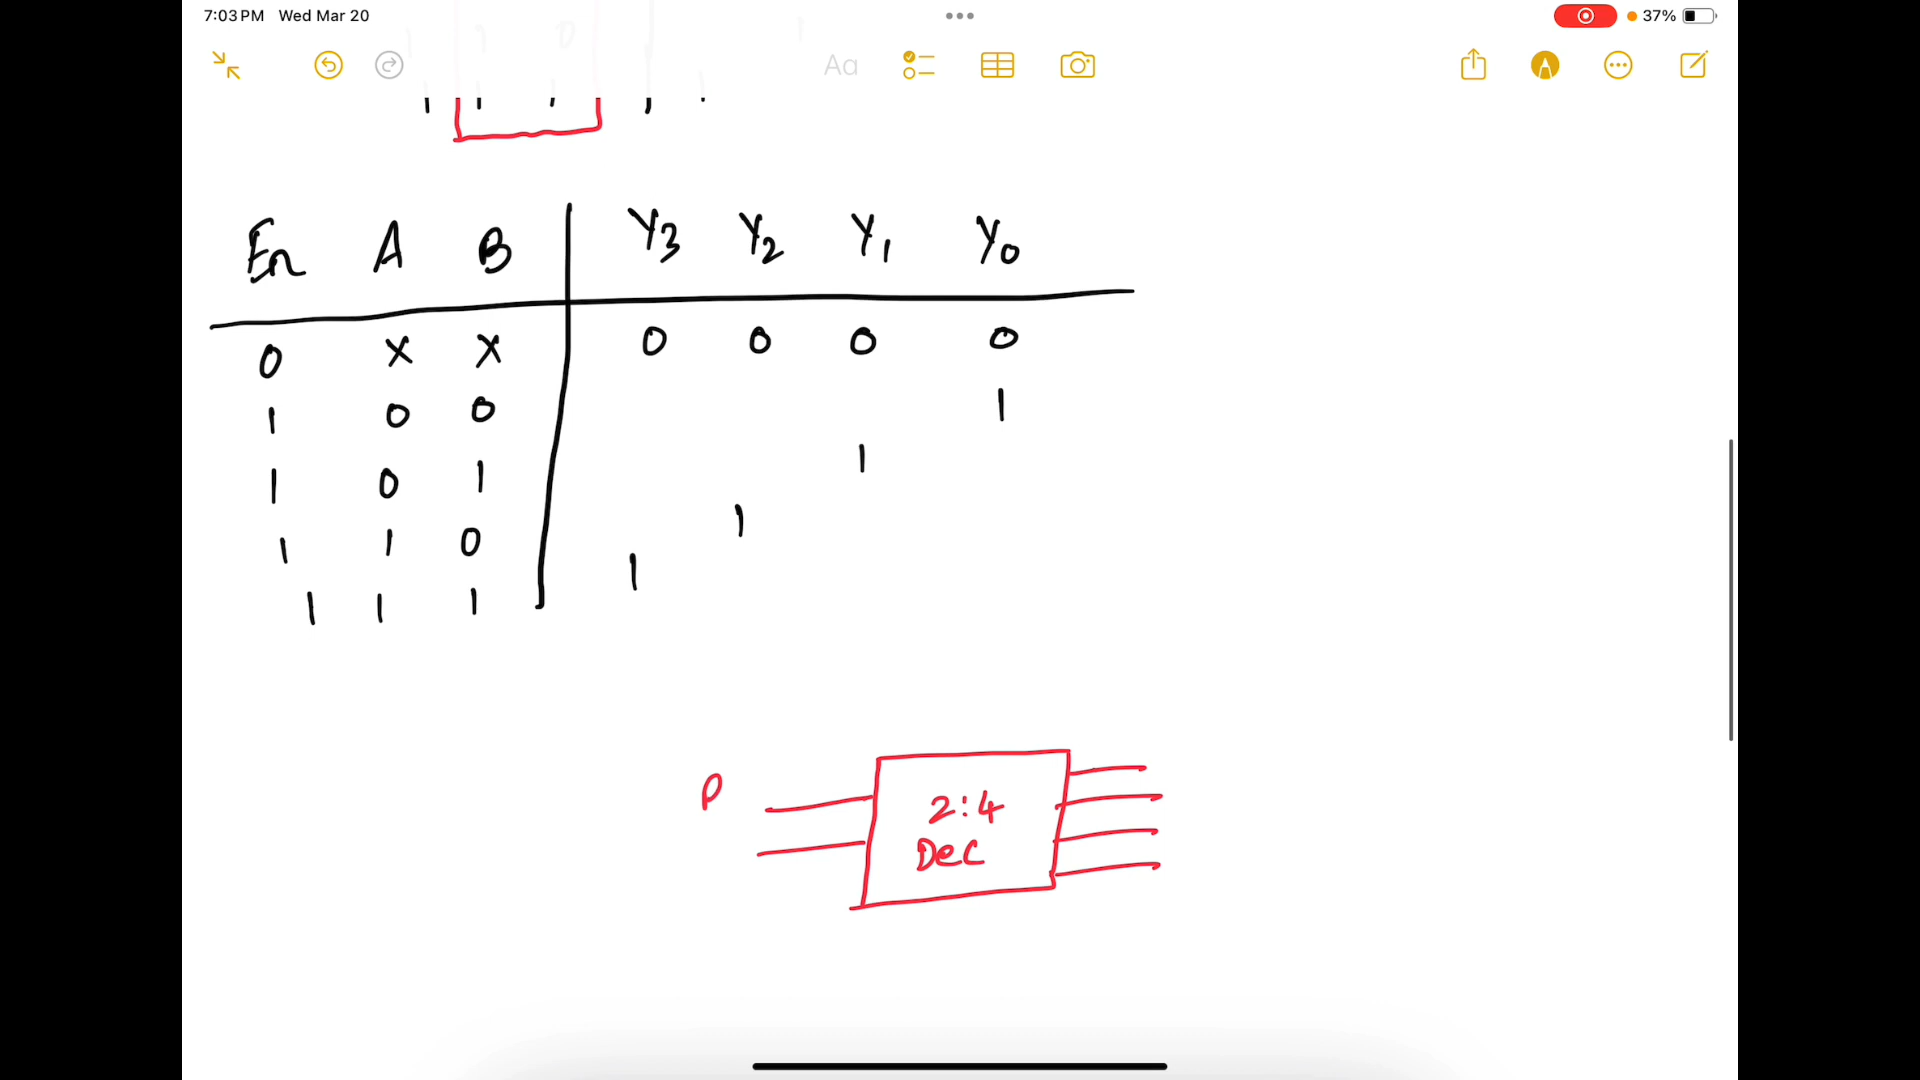 7:03 PM Wed Mar 20
37%
Aa
En A B Y3 Y2 Y1 Y0
0 X X 0 0 0 0
1 0 0 1
1 0 1 1
1 1 0 1
1 1 1 1
2:4
Dec